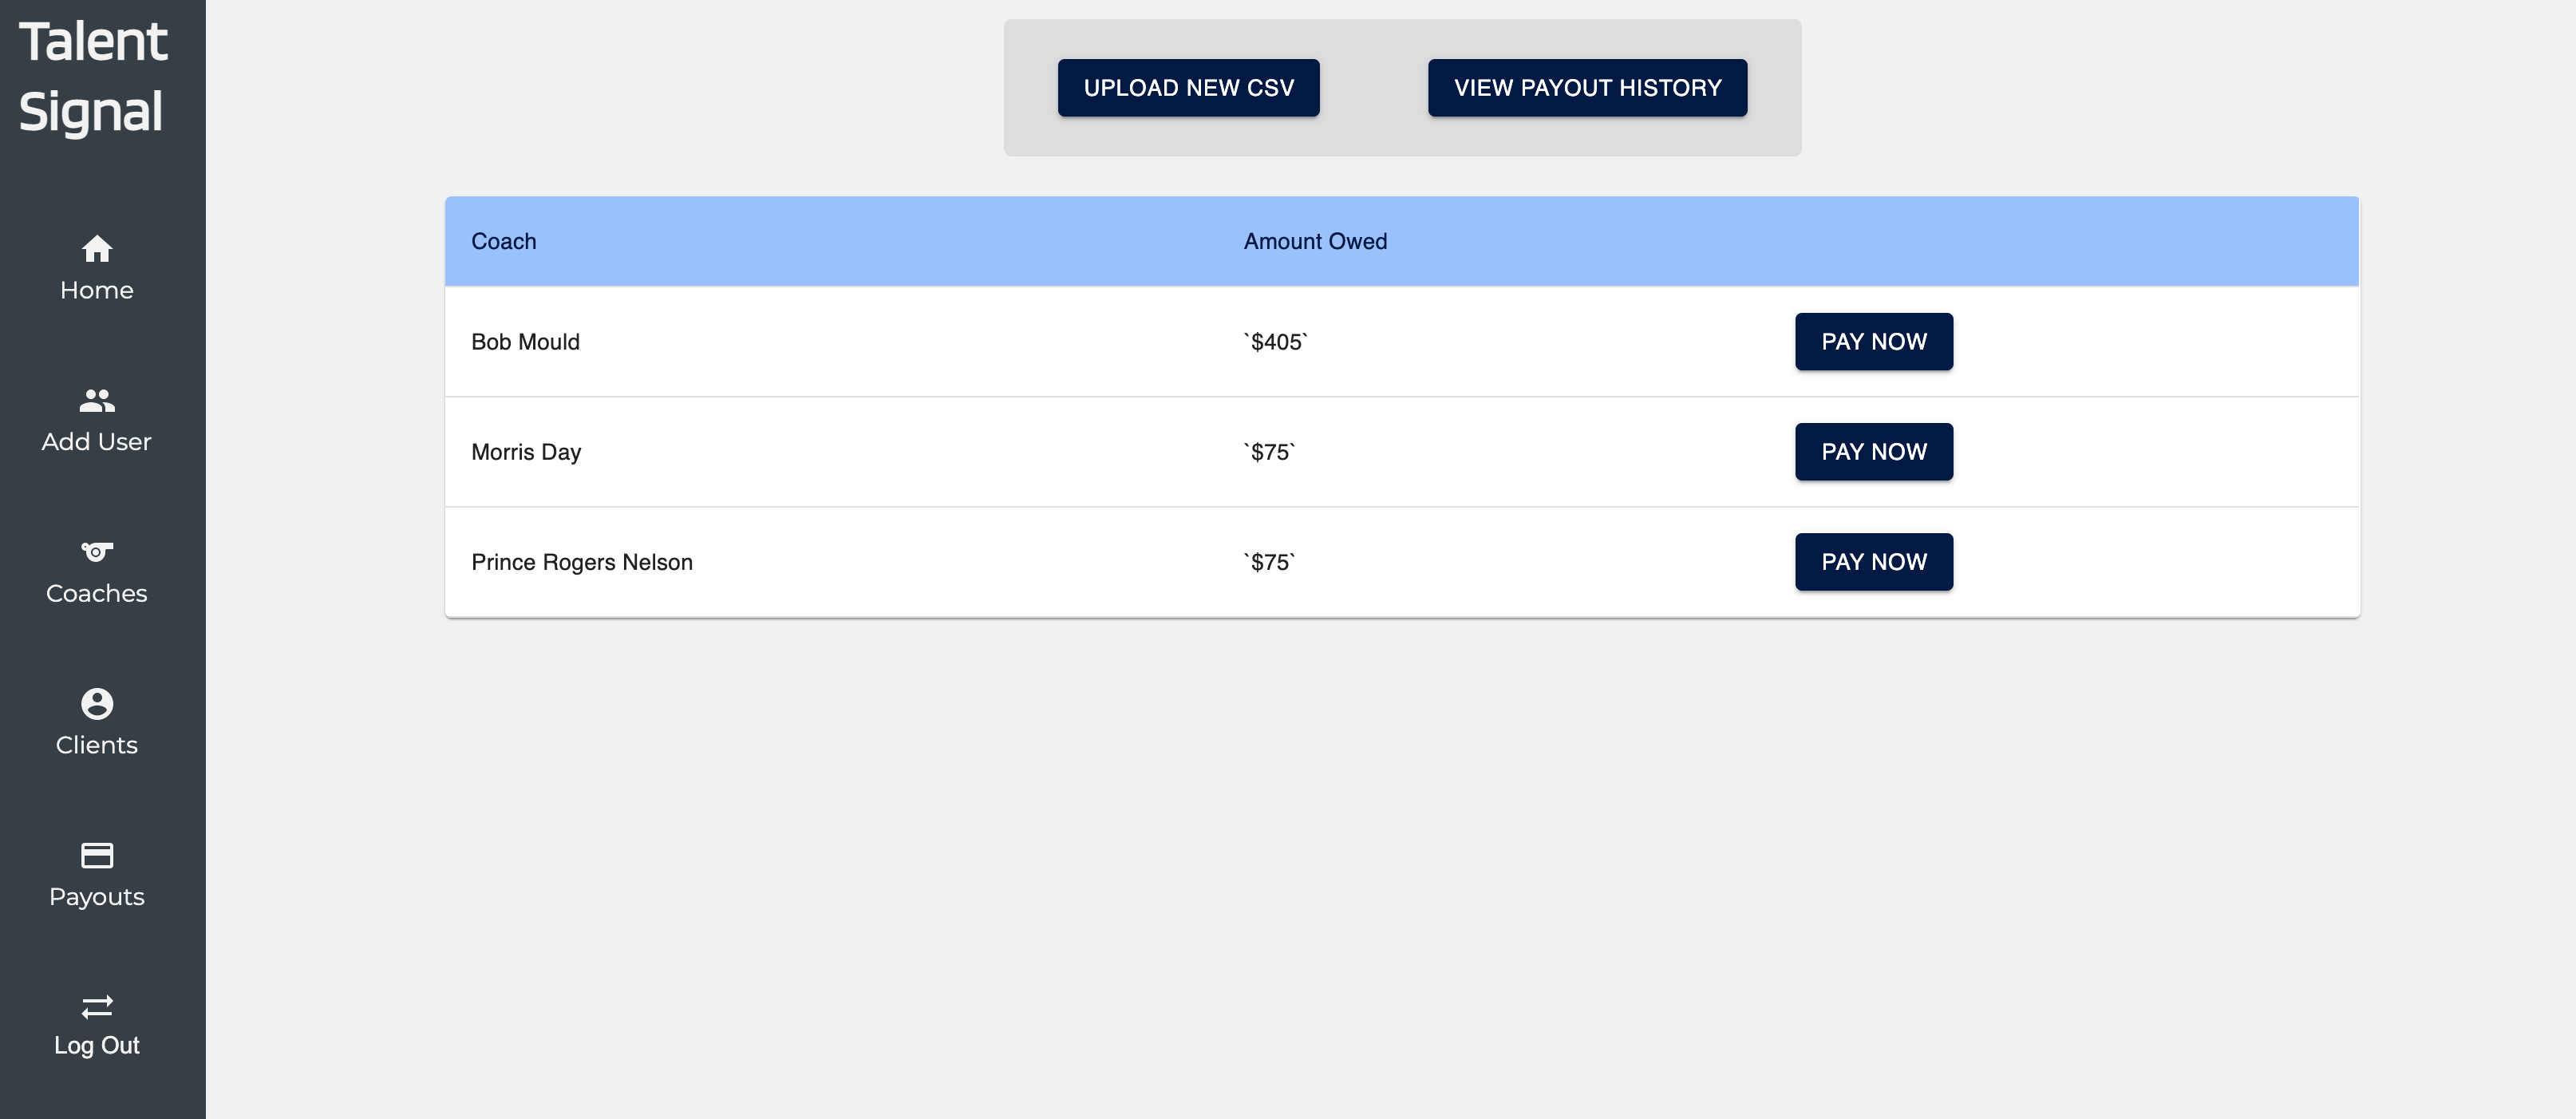 Talent
Signal
Home
Add User
Coaches
Clients
Payouts
Log Out
UPLOAD NEW CSV VIEW PAYOUT HISTORY
Coach Amount Owed
Bob Mould `$405` PAY NOW
Morris Day `$75` PAY NOW
Prince Rogers Nelson `$75` PAY NOW